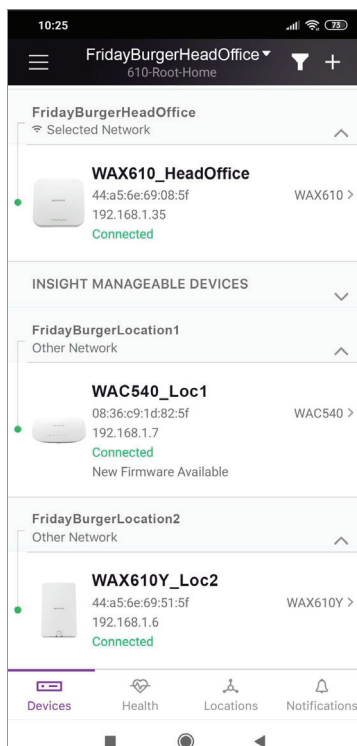 10:25
73
FridayBurgerHeadOffice
610-Root-Home
FridayBurgerHeadOffice
Selected Network
WAX610_HeadOffice
44:a5:6e:69:08:5f
WAX610
192.168.1.35
Connected
INSIGHT MANAGEABLE DEVICES
FridayBurgerLocation1
Other Network
WAC540_Loc1
08:36:c9:1d:82:5f
WAC540
192.168.1.7
Connected
New Firmware Available
FridayBurgerLocation2
Other Network
WAX610Y_Loc2
44:a5:6e:69:51:5f
WAX610Y
192.168.1.6
Connected
Devices
Health
Locations
Notifications